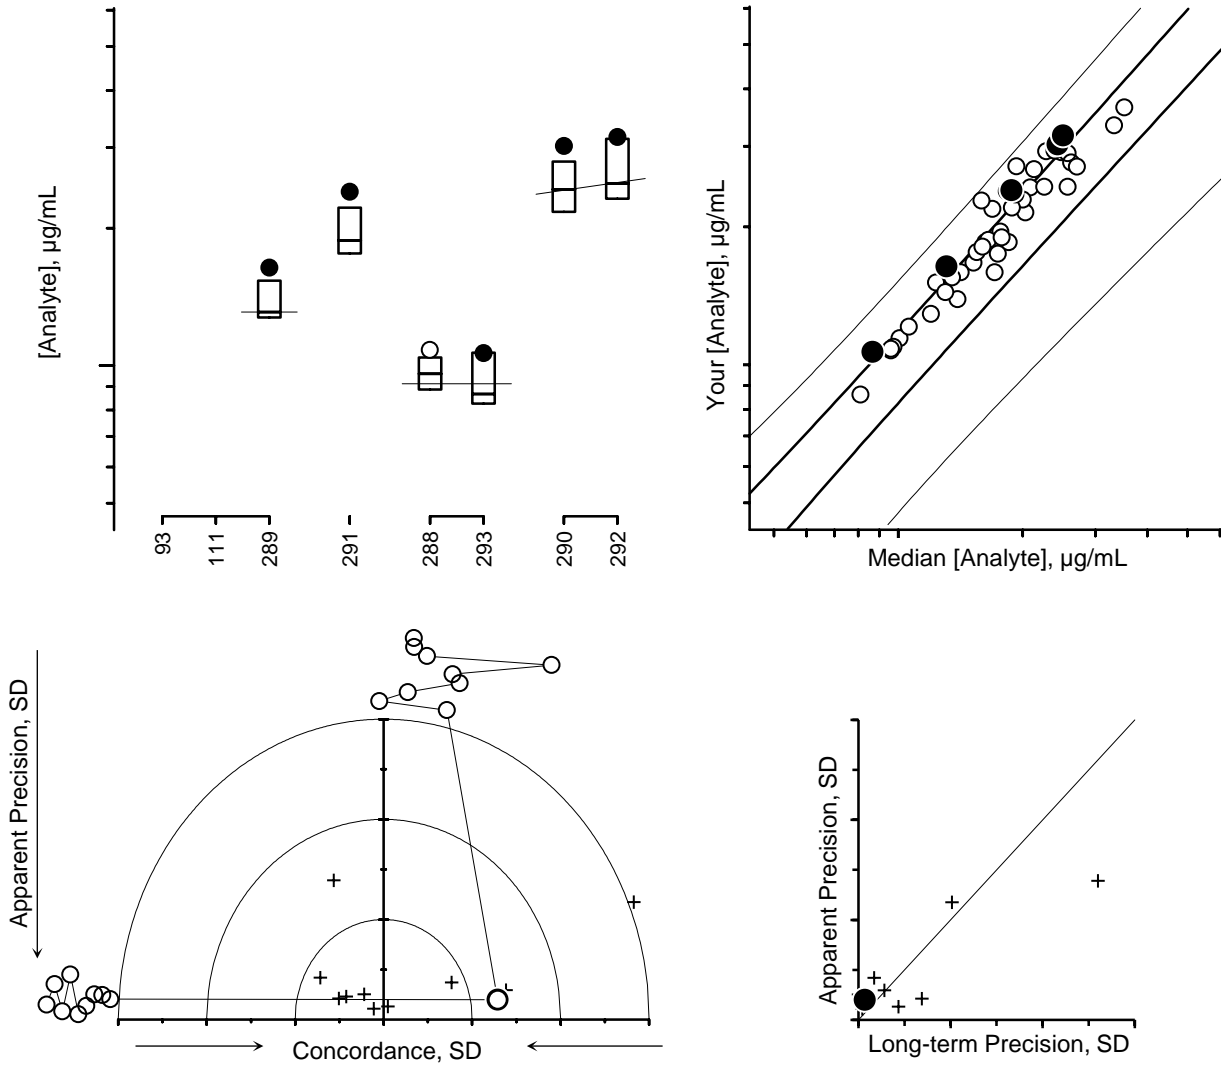 [Analyte], µg/mL
93
111
289
291
288
293
290
292
Your [Analyte], µg/mL
Median [Analyte], µg/mL
Apparent Precision, SD
Concordance, SD
Apparent Precision, SD
Long-term Precision, SD